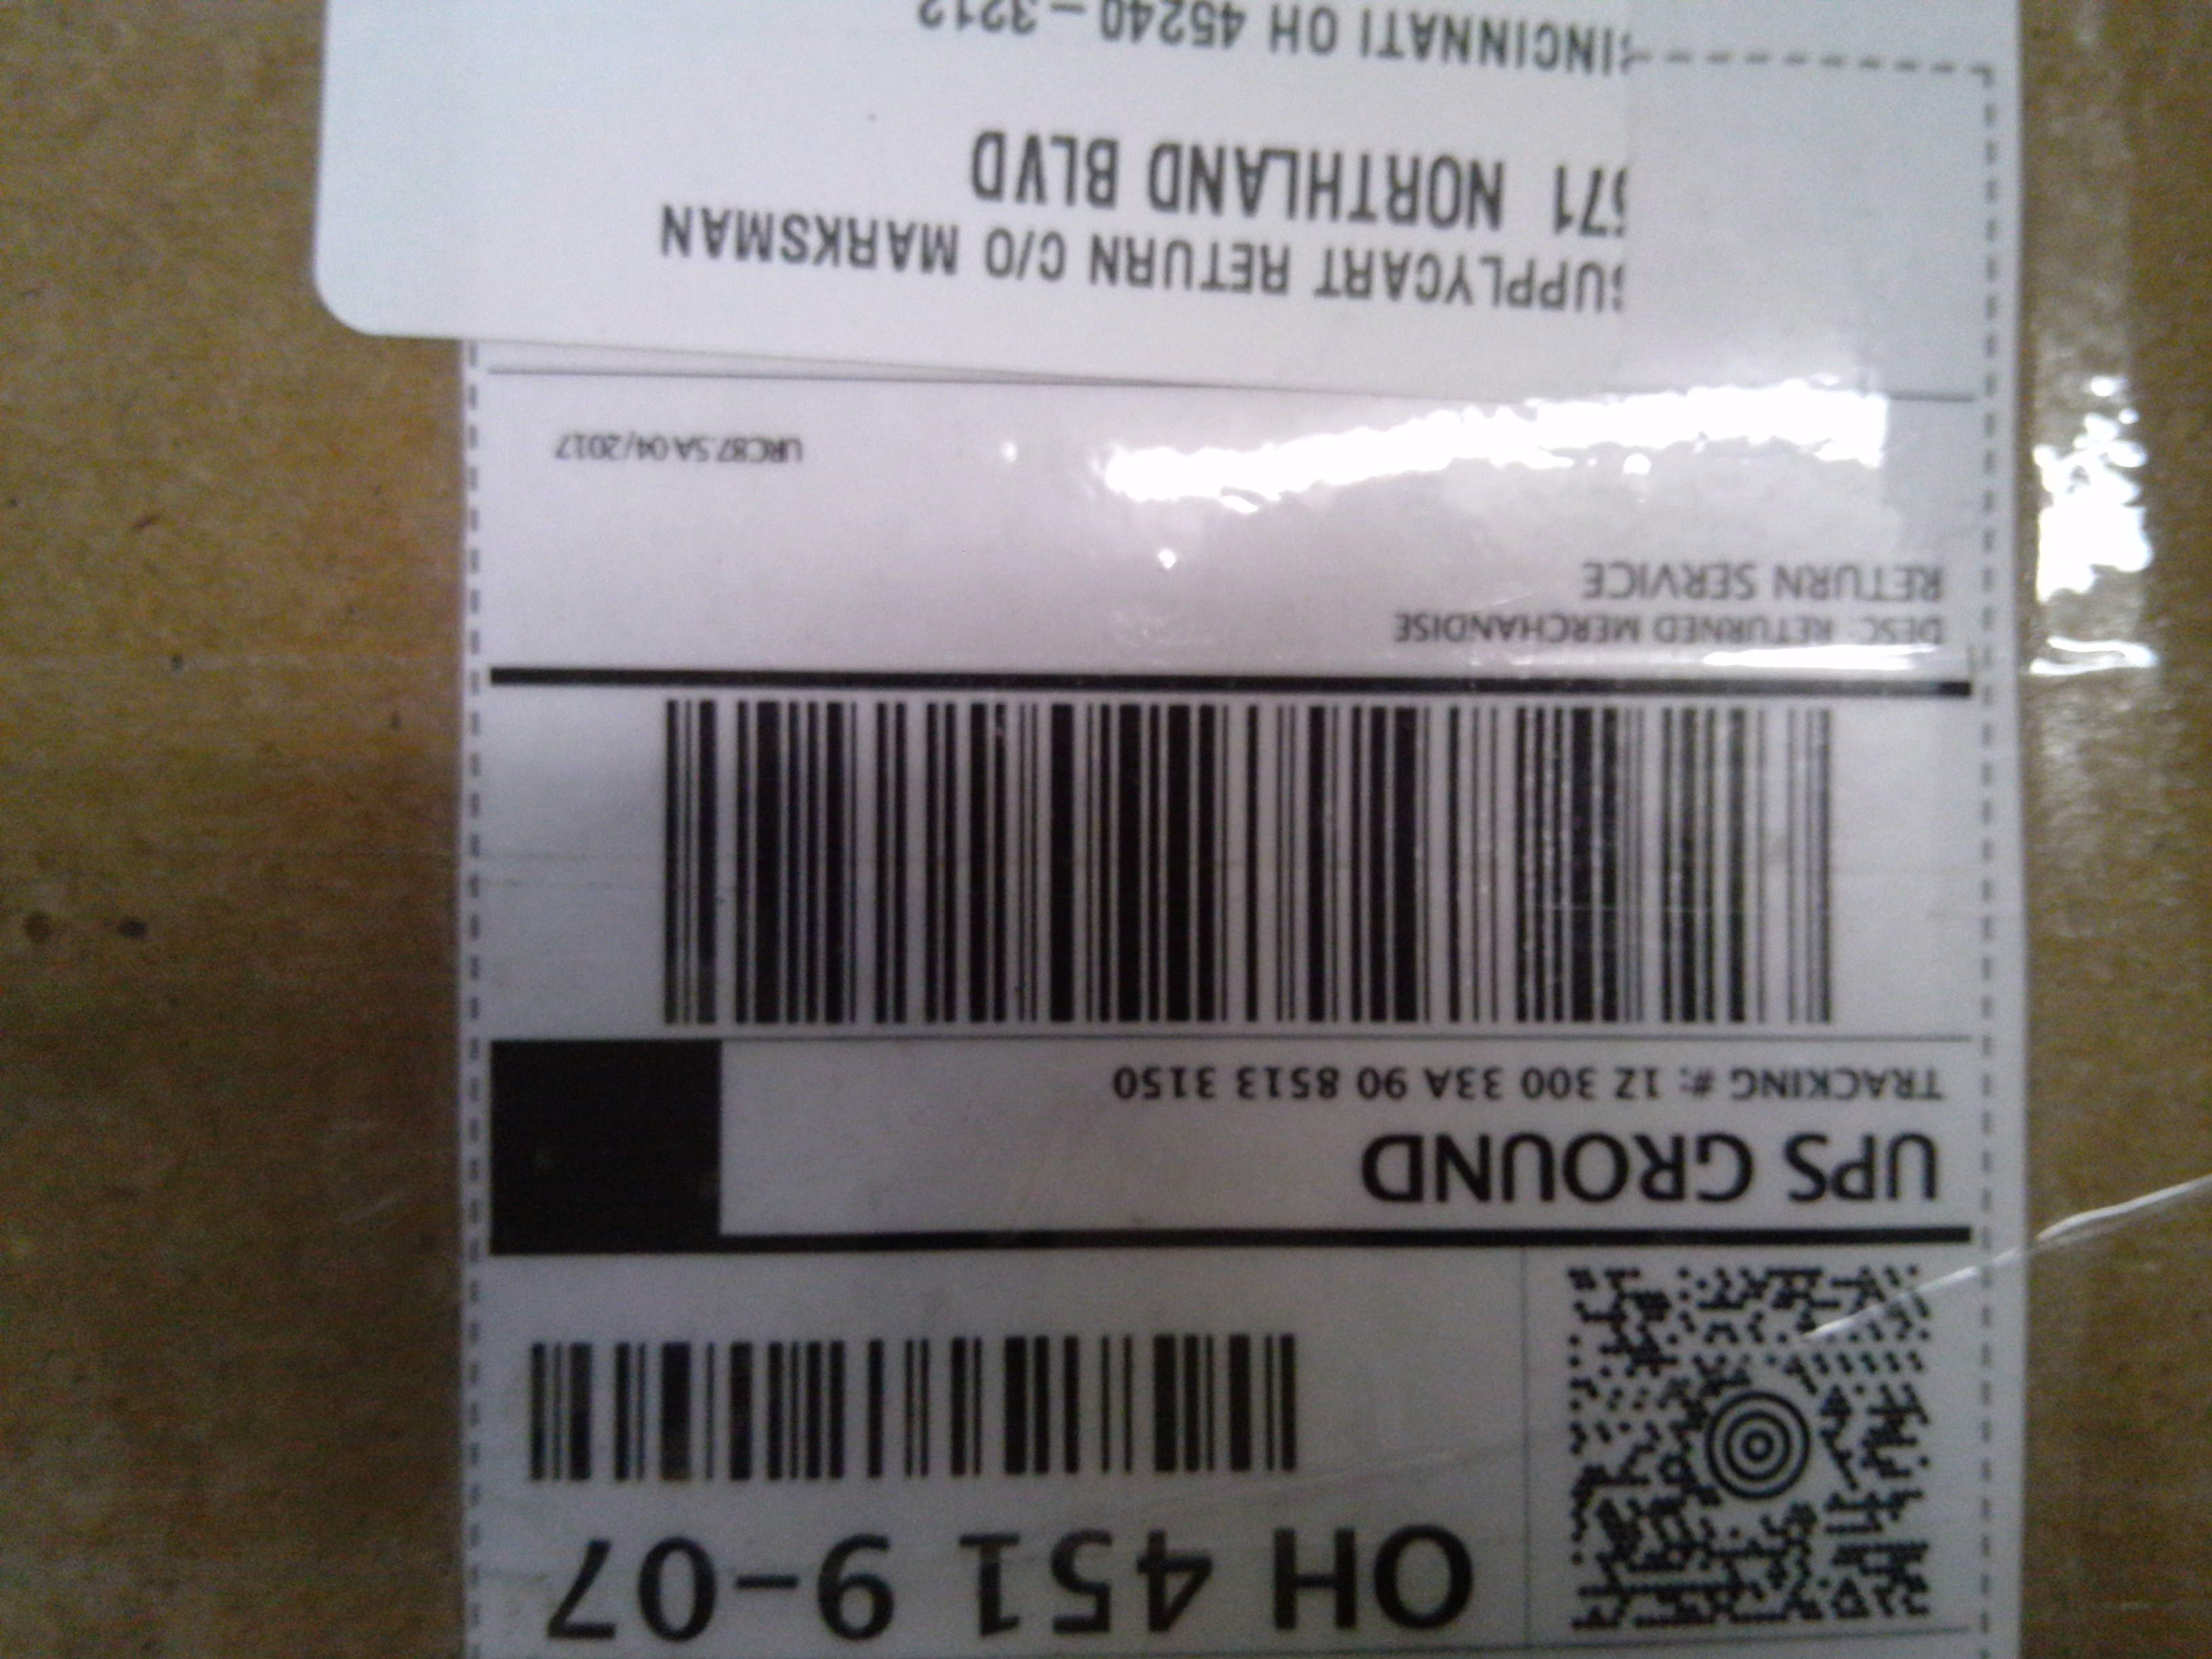 OH 451 9-07
UPS GROUND
TRACKING #: 1Z 300 33A 90 8513 3150
DESC: RETURNED MERCHANDISE
RETURN SERVICE
URC87.5A 04/2017
SUPPLYCART RETURN C/O MARKSMAN
NORTHLAND BLVD
CINCINNATI OH 45240-3212